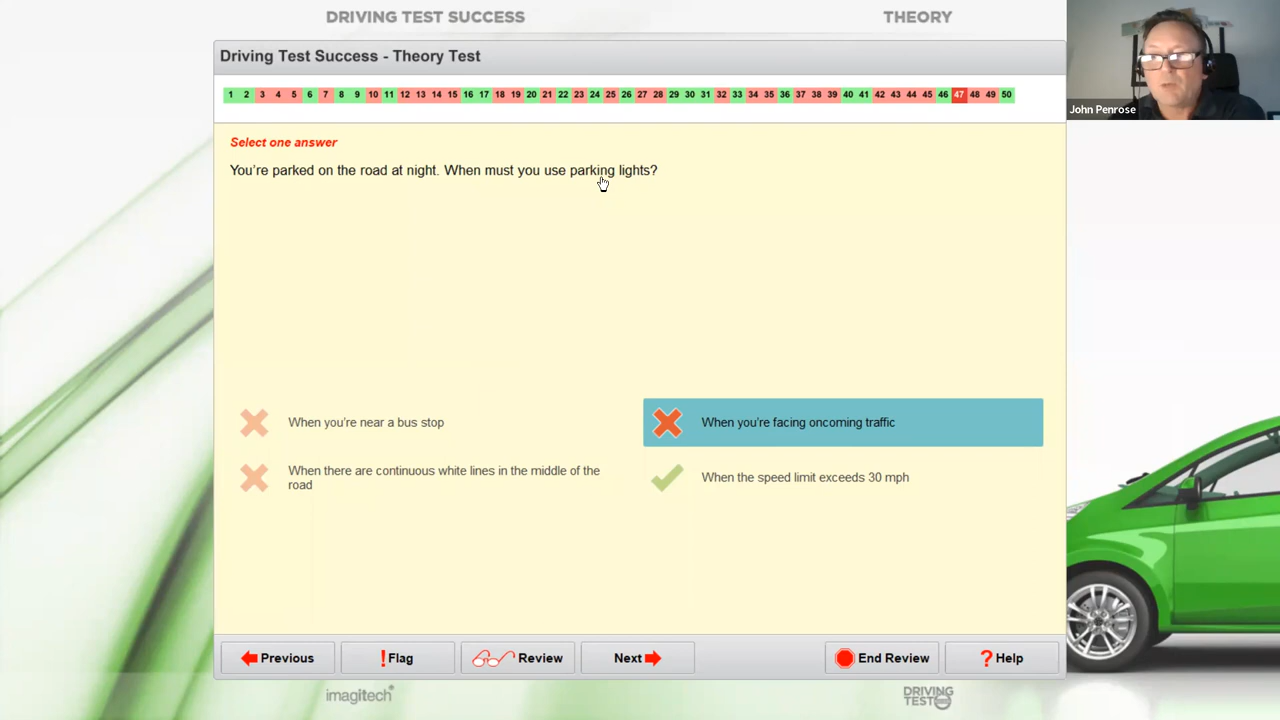 DRIVING TEST SUCCESS THEORY
Driving Test Success - Theory Test
1 2 3 4 5 6 7 8 9 10 11 12 13 14 15 16 17 18 19 20 21 22 23 24 25 26 27 28 29 30 31 32 33 34 35 36 37 38 39 40 41 42 43 44 45 46 47 48 49 50
John Penrose
Select one answer
You're parked on the road at night. When must you use parking lights?
When you're near a bus stop
When you're facing oncoming traffic
When there are continuous white lines in the middle of the
road
When the speed limit exceeds 30 mph
Previous !Flag Review Next End Review ?Help
imagitech
DRIVING
TEST